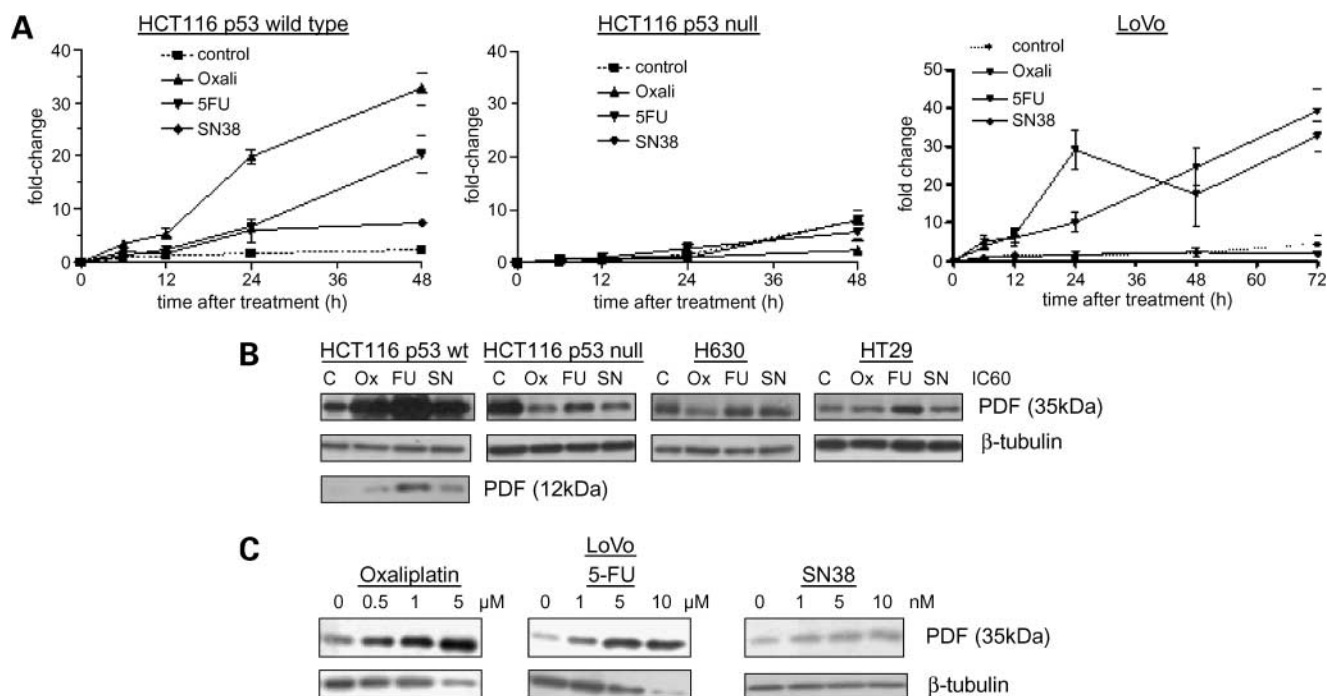 A
HCT116 p53 wild type
fold-change
40
30
20
10
0
control
Oxali
5FU
SN38
0 12 24 36 48
time after treatment (h)
HCT116 p53 null
fold-change
40
30
20
10
0
control
Oxali
5FU
SN38
0 12 24 36 48
time after treatment (h)
LoVo
control
Oxali
5FU
SN38
fold change
50
40
30
20
10
0
0 12 24 36 48 60 72
time after treatment (h)
B
HCT116 p53 wt HCT116 p53 null H630 HT29
C Ox FU SN C Ox FU SN C Ox FU SN C Ox FU SN IC60
PDF (35kDa)
β-tubulin
PDF (12kDa)
C
LoVo
Oxaliplatin 5-FU SN38
0 0.5 1 5 μM 0 1 5 10 μM 0 1 5 10 nM
PDF (35kDa)
β-tubulin